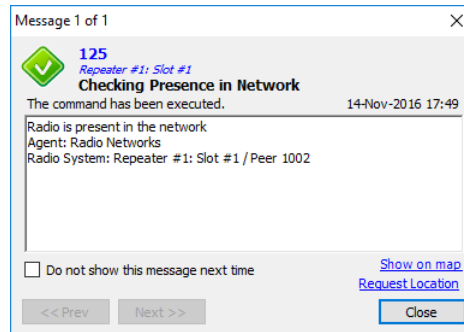 Message 1 of 1
125
Repeater #1: Slot #1
Checking Presence in Network
The command has been executed. 14-Nov-2016 17:49
Radio is present in the network
Agent: Radio Networks
Radio System: Repeater #1: Slot #1 / Peer 1002
Do not show this message next time
Show on map
Request Location
<< Prev Next >> Close